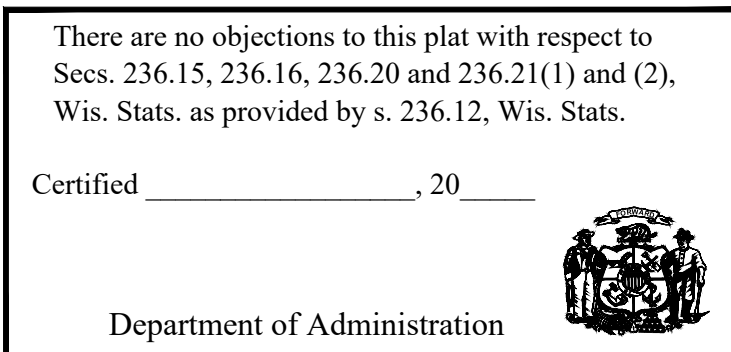 There are no objections to this plat with respect to
Secs. 236.15, 236.16, 236.20 and 236.21(1) and (2),
Wis. Stats. as provided by s. 236.12, Wis. Stats.
Certified __________________, 20_____
FORWARD
Department of Administration